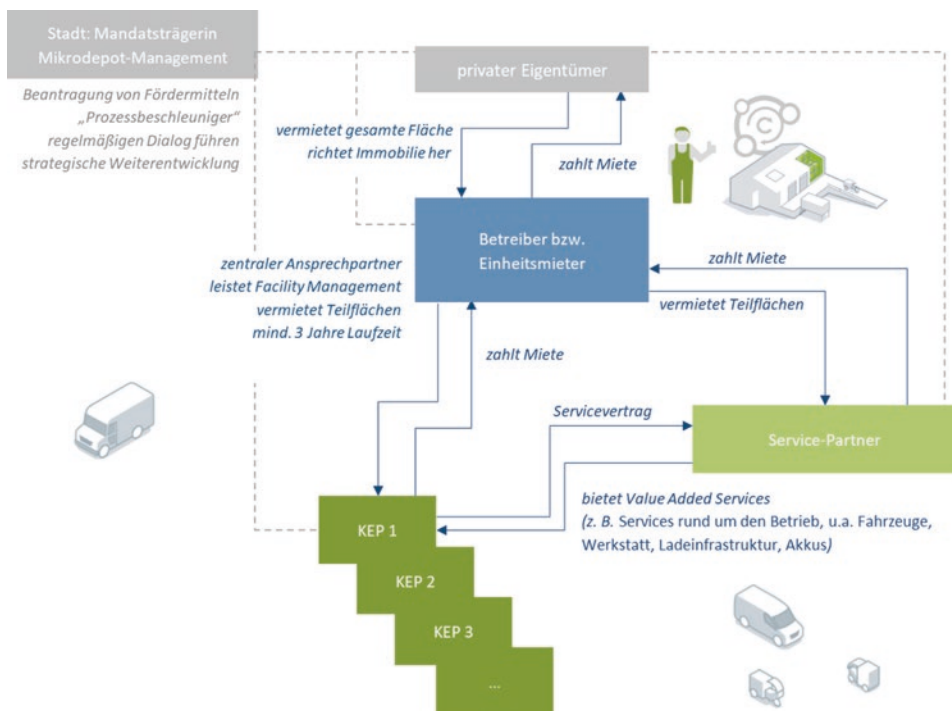 Stadt: Mandatsträgerin
Mikrodepot-Management
Beantragung von Fördermitteln
„Prozessbeschleuniger“
regelmäßigen Dialog führen
strategische Weiterentwicklung
privater Eigentümer
vermietet gesamte Fläche
richtet Immobilie her
zahlt Miete
C
Betreiber bzw.
Einheitsmieter
zentraler Ansprechpartner
leistet Facility Management
vermietet Teilflächen
mind. 3 Jahre Laufzeit
zahlt Miete
vermietet Teilflächen
zahlt Miete
Servicevertrag
Service-Partner
bietet Value Added Services
(z. B. Services rund um den Betrieb, u.a. Fahrzeuge,
Werkstatt, Ladeinfrastruktur, Akkus)
KEP 1
KEP 2
KEP 3
...